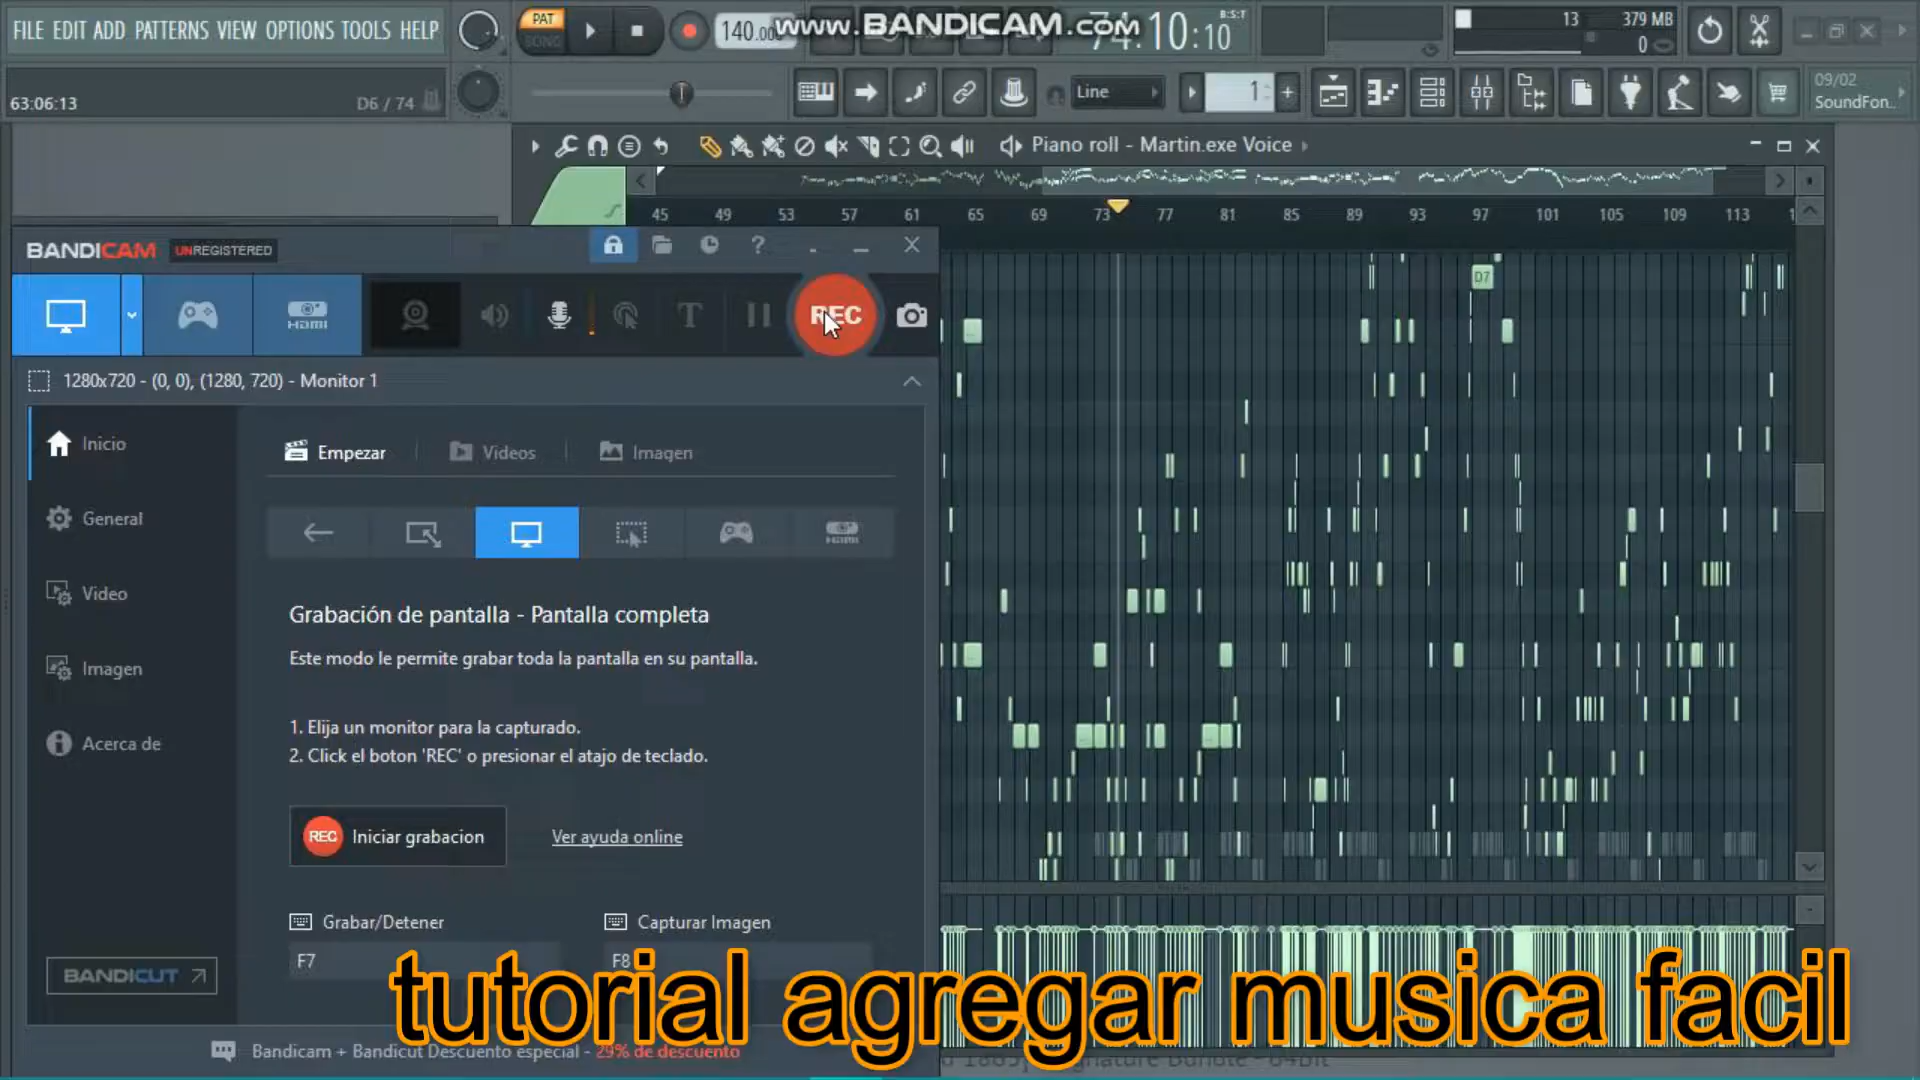 www.BANDICAM.com
FILE EDIT ADD PATTERNS VIEW OPTIONS TOOLS HELP
PAT
SONG
140.00
74:10:10
B:S:T
13
379 MB
0
63:06:13
D6 / 74
Line
1
09/02
SoundFon..
Piano roll - Martin.exe Voice
45 49 53 57 61 65 69 73 77 81 85 89 93 97 101 105 109 113
D7
BANDICAM UNREGISTERED
HDMI
REC
1280x720 - (0, 0), (1280, 720) - Monitor 1
Inicio
General
Video
Imagen
Acerca de
BANDICUT
Empezar
Videos
Imagen
HDMI
Grabación de pantalla - Pantalla completa
Este modo le permite grabar toda la pantalla en su pantalla.
1. Elija un monitor para la capturado.
2. Click el boton 'REC' o presionar el atajo de teclado.
REC Iniciar grabacion
Ver ayuda online
Grabar/Detener
Capturar Imagen
F7
F8
tutorial agregar musica facil
Bandicam + Bandicut Descuento especial - 29% de descuento